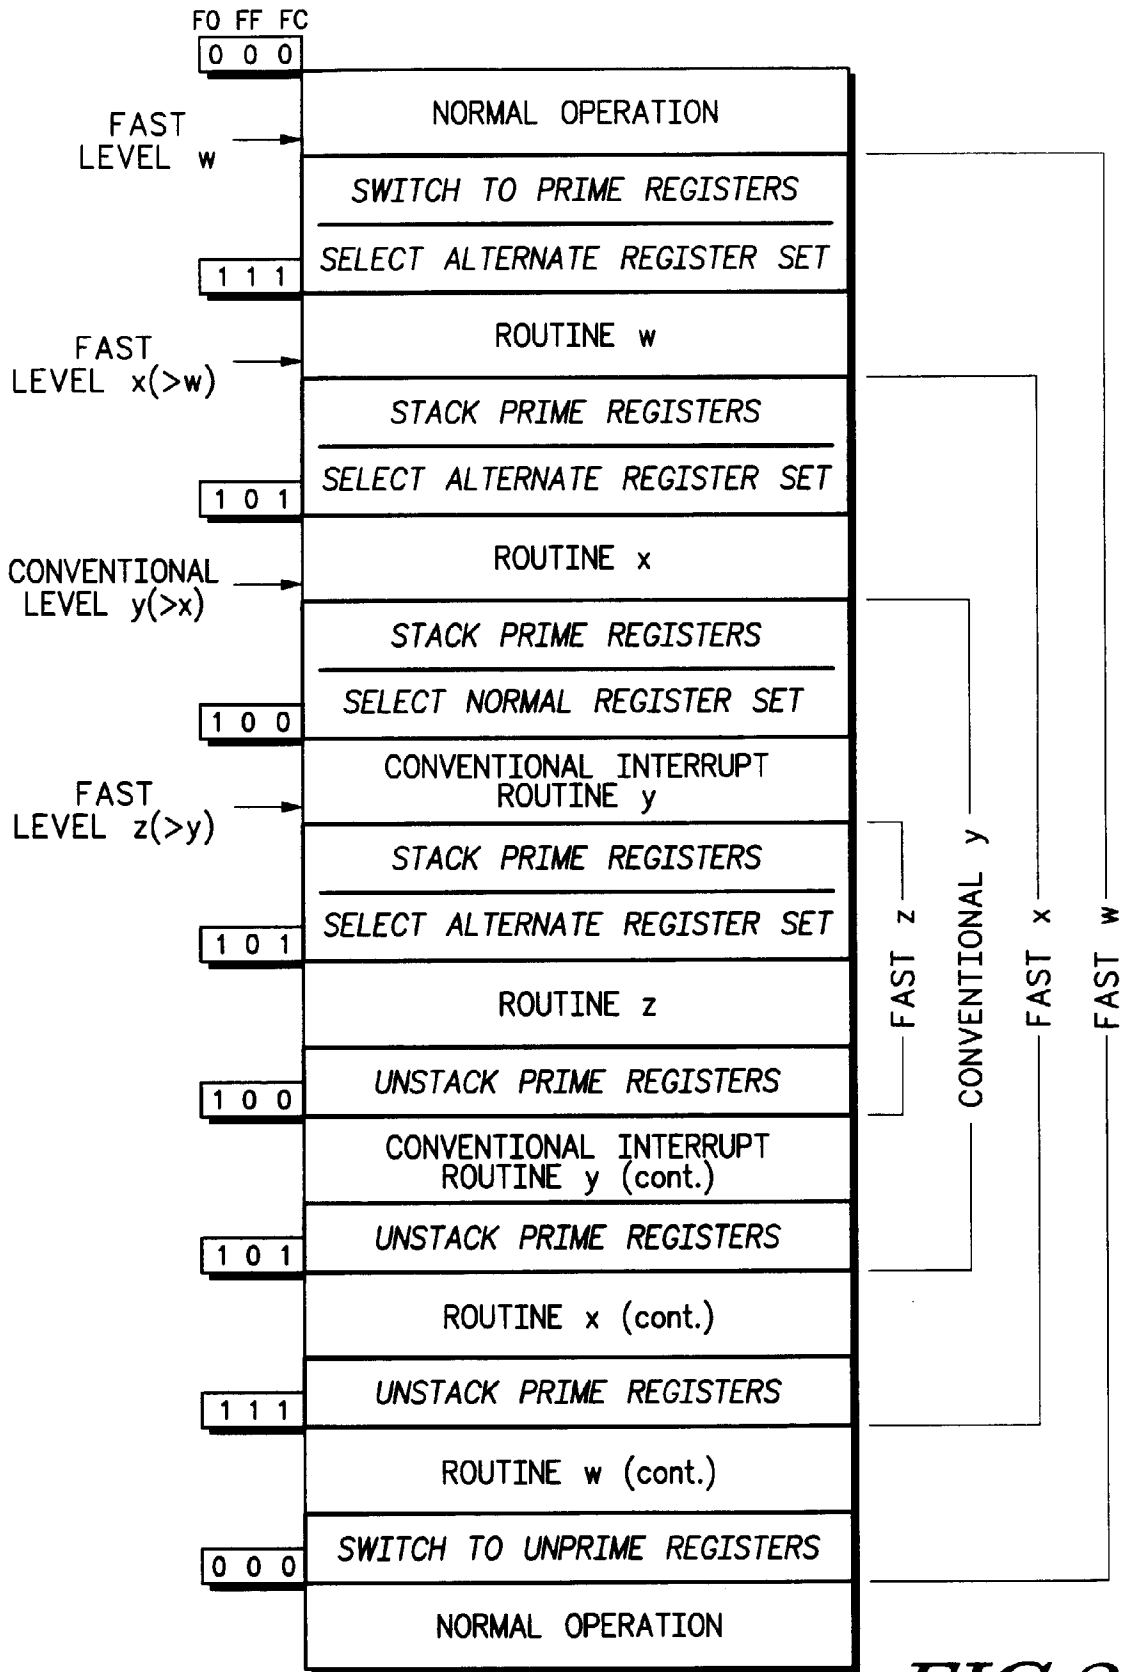 FO FF FC
0 0 0
NORMAL OPERATION
FAST
LEVEL w
SWITCH TO PRIME REGISTERS
SELECT ALTERNATE REGISTER SET
1 1 1
ROUTINE w
FAST
LEVEL x(>w)
STACK PRIME REGISTERS
SELECT ALTERNATE REGISTER SET
1 0 1
ROUTINE x
CONVENTIONAL
LEVEL y(>x)
STACK PRIME REGISTERS
SELECT NORMAL REGISTER SET
1 0 0
CONVENTIONAL INTERRUPT
ROUTINE y
FAST
LEVEL z(>y)
STACK PRIME REGISTERS
SELECT ALTERNATE REGISTER SET
1 0 1
ROUTINE z
UNSTACK PRIME REGISTERS
1 0 0
CONVENTIONAL INTERRUPT
ROUTINE y (cont.)
UNSTACK PRIME REGISTERS
1 0 1
ROUTINE x (cont.)
UNSTACK PRIME REGISTERS
1 1 1
ROUTINE w (cont.)
SWITCH TO UNPRIME REGISTERS
0 0 0
NORMAL OPERATION
FAST z
CONVENTIONAL y
FAST x
FAST w